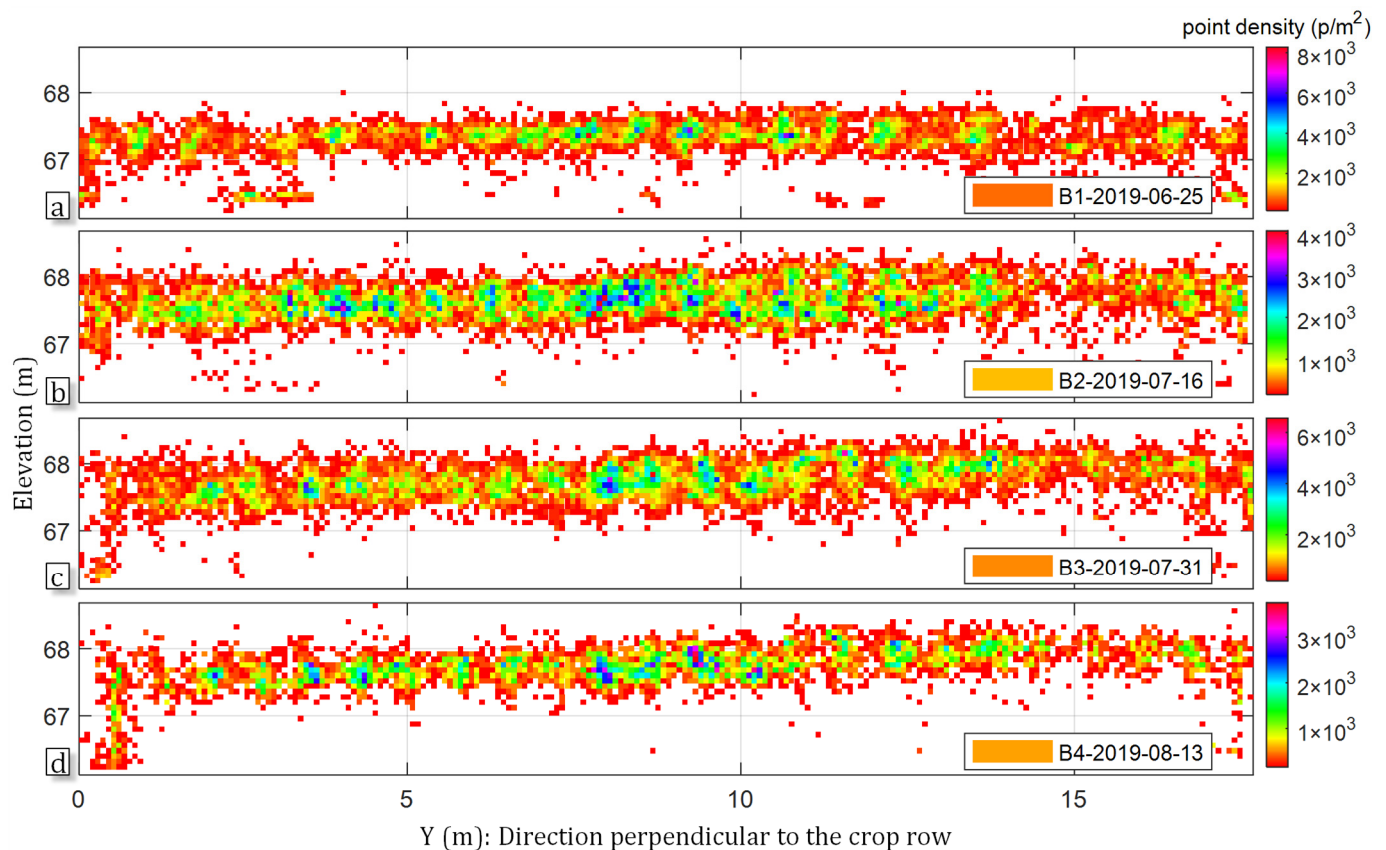 point density (p/m²)
68
67
a
B1-2019-06-25
8×10³
6×10³
4×10³
2×10³
68
67
b
B2-2019-07-16
4×10³
3×10³
2×10³
1×10³
Elevation (m)
68
67
c
B3-2019-07-31
6×10³
4×10³
2×10³
68
67
d
B4-2019-08-13
3×10³
2×10³
1×10³
0 5 10 15
Y (m): Direction perpendicular to the crop row